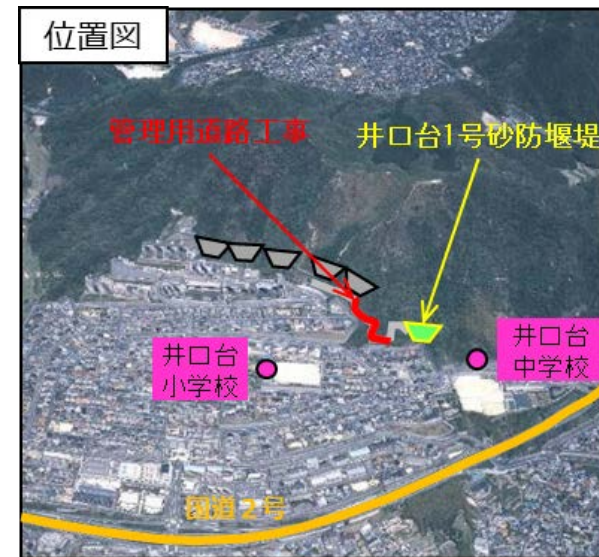 位置図
管理用道路工事
井口台1号砂防堰堤
井口台
小学校
井口台
中学校
国道2号